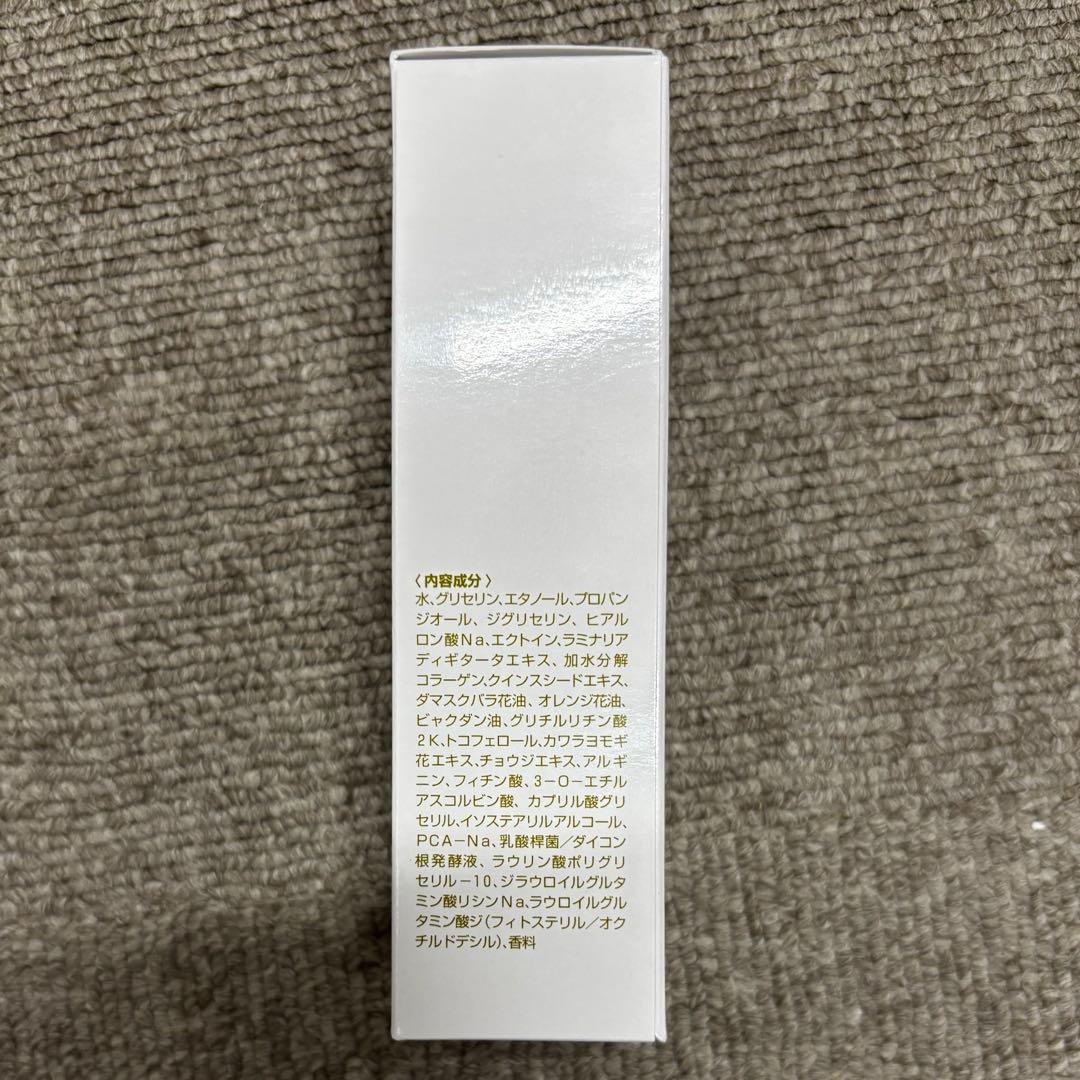 〈内容成分〉
水、グリセリン、エタノール、プロパン
ジオール、ジグリセリン、ヒアル
ロン酸Na、エクトイン、ラミナリア
ディギタータエキス、加水分解
コラーゲン、クインスシードエキス、
ダマスクバラ花油、オレンジ花油、
ビャクダン油、グリチルリチン酸
2K、トコフェロール、カワラヨモギ
花エキス、チョウジエキス、アルギ
ニン、フィチン酸、3-O-エチル
アスコルビン酸、カプリル酸グリ
セリル、イソステアリルアルコール、
PCA-Na、乳酸桿菌／ダイコン
根発酵液、ラウリン酸ポリグリ
セリル-10、ジラウロイルグルタ
ミン酸リシンNa、ラウロイルグル
タミン酸ジ（フィトステリル／オク
チルドデシル）、香料